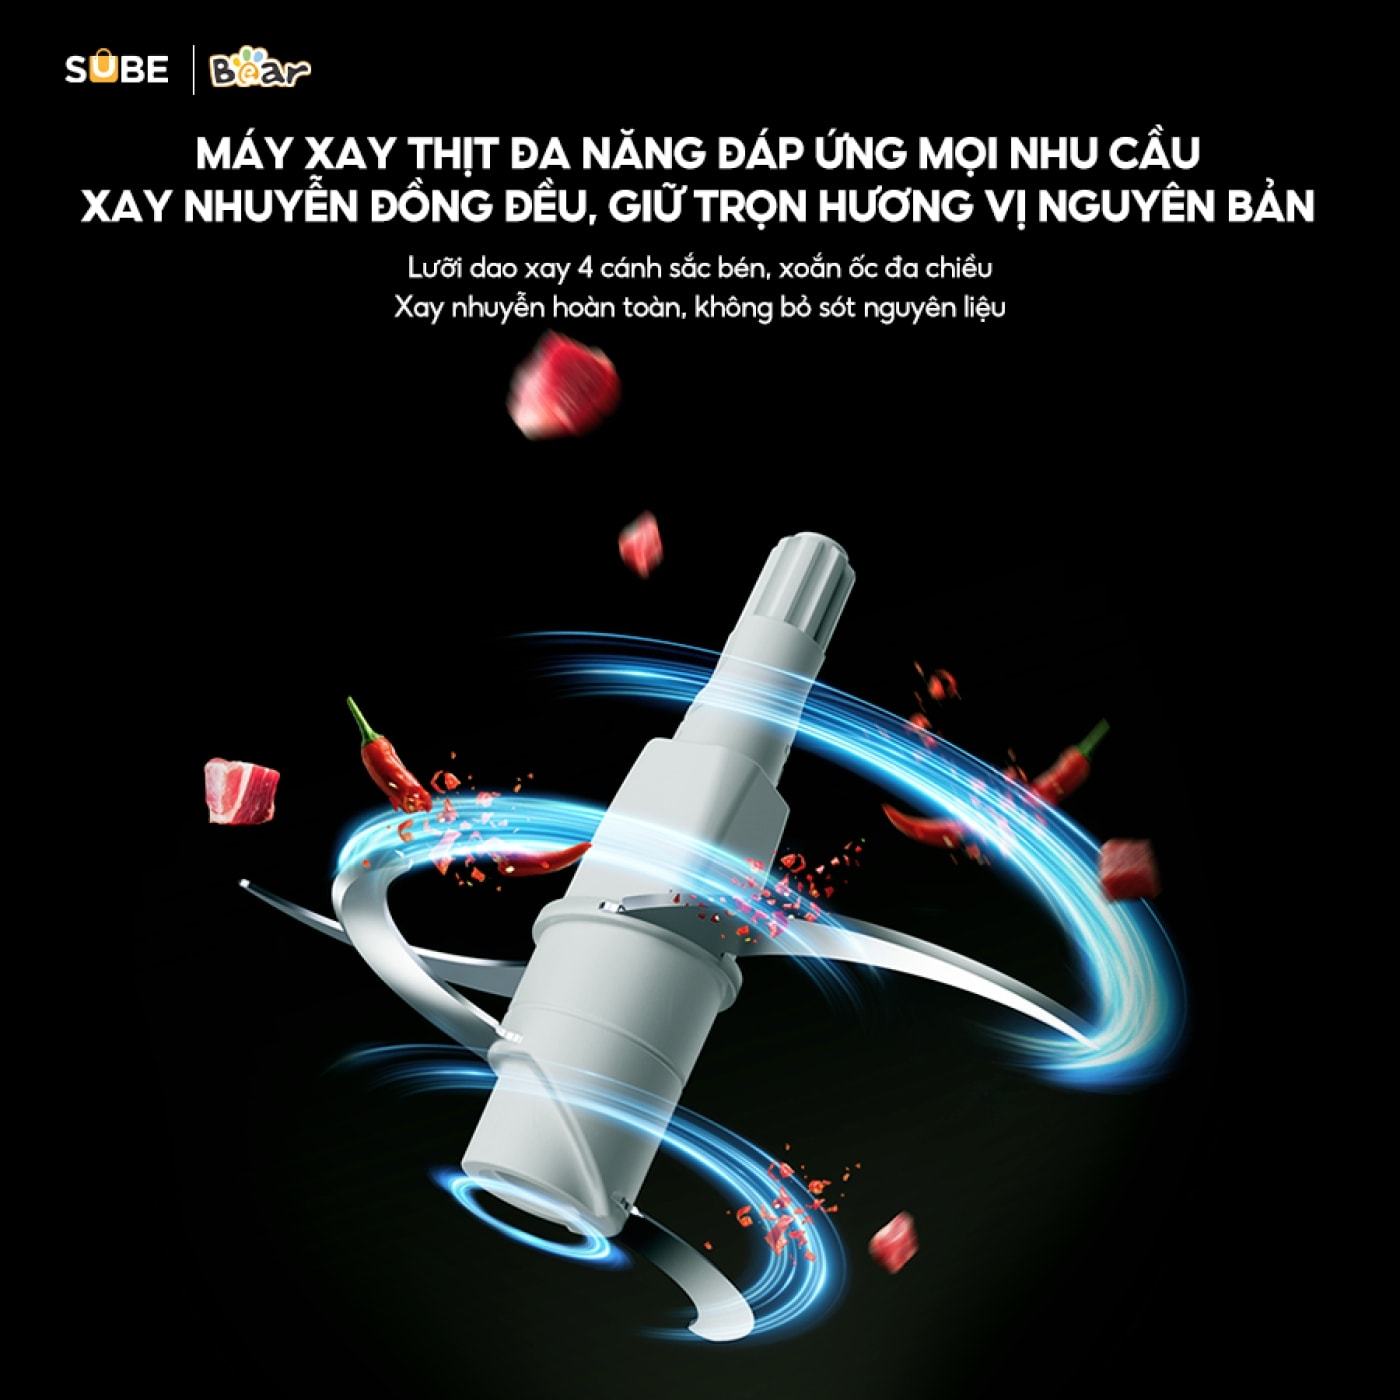 SUBE | Bear
MÁY XAY THỊT ĐA NĂNG ĐÁP ỨNG MỌI NHU CẦU
XAY NHUYỄN ĐỒNG ĐỀU, GIỮ TRỌN HƯƠNG VỊ NGUYÊN BẢN
Lưỡi dao xay 4 cánh sắc bén, xoắn ốc đa chiều
Xay nhuyễn hoàn toàn, không bỏ sót nguyên liệu